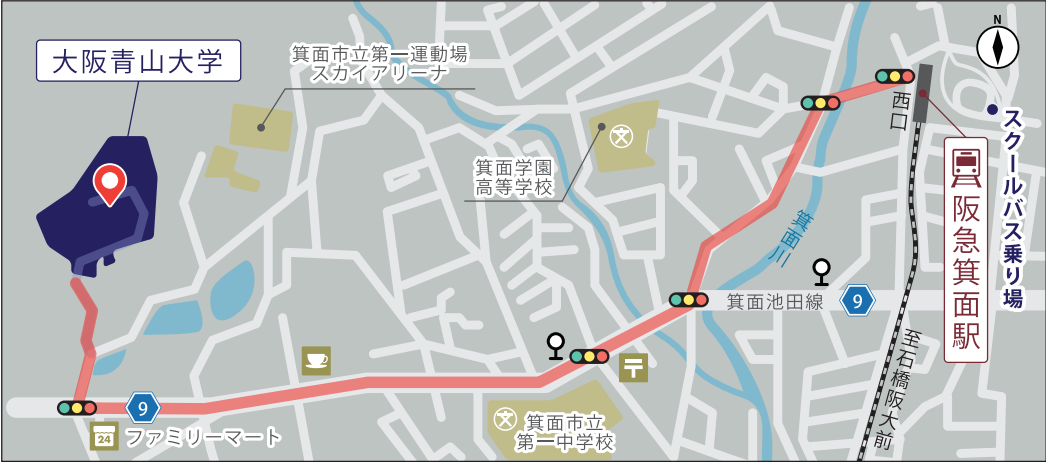 大阪青山大学
箕面市立第一運動場
スカイアリーナ
N
西口
スクールバス乗り場
箕面学園
高等学校
阪急箕面駅
箕面川
箕面池田線
9
至石橋阪大前
9
24
ファミリーマート
箕面市立
第一中学校